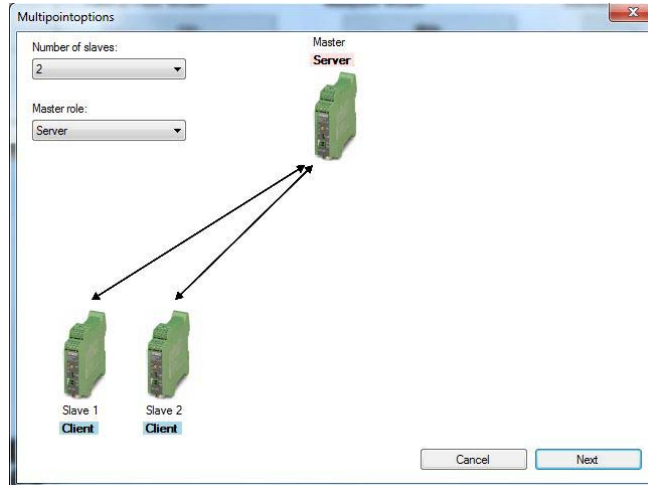 Multipointoptions
Number of slaves:
2
Master role:
Server
Master
Server
Slave 1
Client
Slave 2
Client
Cancel
Next